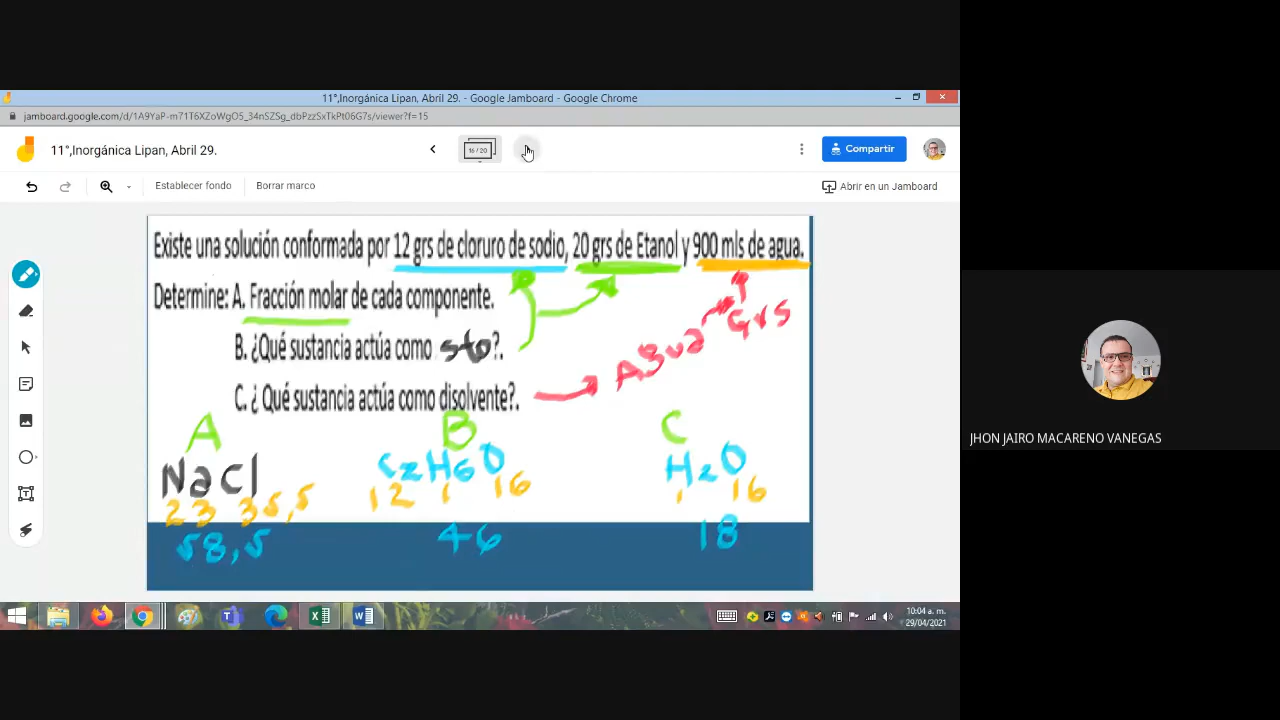 11°,Inorgánica Lipan, Abril 29. - Google Jamboard - Google Chrome
jamboard.google.com/d/1A9YaP-m71T6XZoWgO5_34nSZSg_dbPzzSxTkPt06G7s/viewer?f=15
11°,Inorgánica Lipan, Abril 29.
16 / 20
Compartir
Establecer fondo
Borrar marco
Abrir en un Jamboard
Existe una solución conformada por 12 grs de cloruro de sodio, 20 grs de Etanol y 900 mls de agua.
Determine: A. Fracción molar de cada componente.
Grs
B. ¿Qué sustancia actúa como sto?.
Agua
C. ¿ Qué sustancia actúa como disolvente?.
A B C
NaCl C2H6O H2O
23 35,5 12 1 16 1 16
58,5 46 18
JHON JAIRO MACARENO VANEGAS
10:04 a. m.
29/04/2021